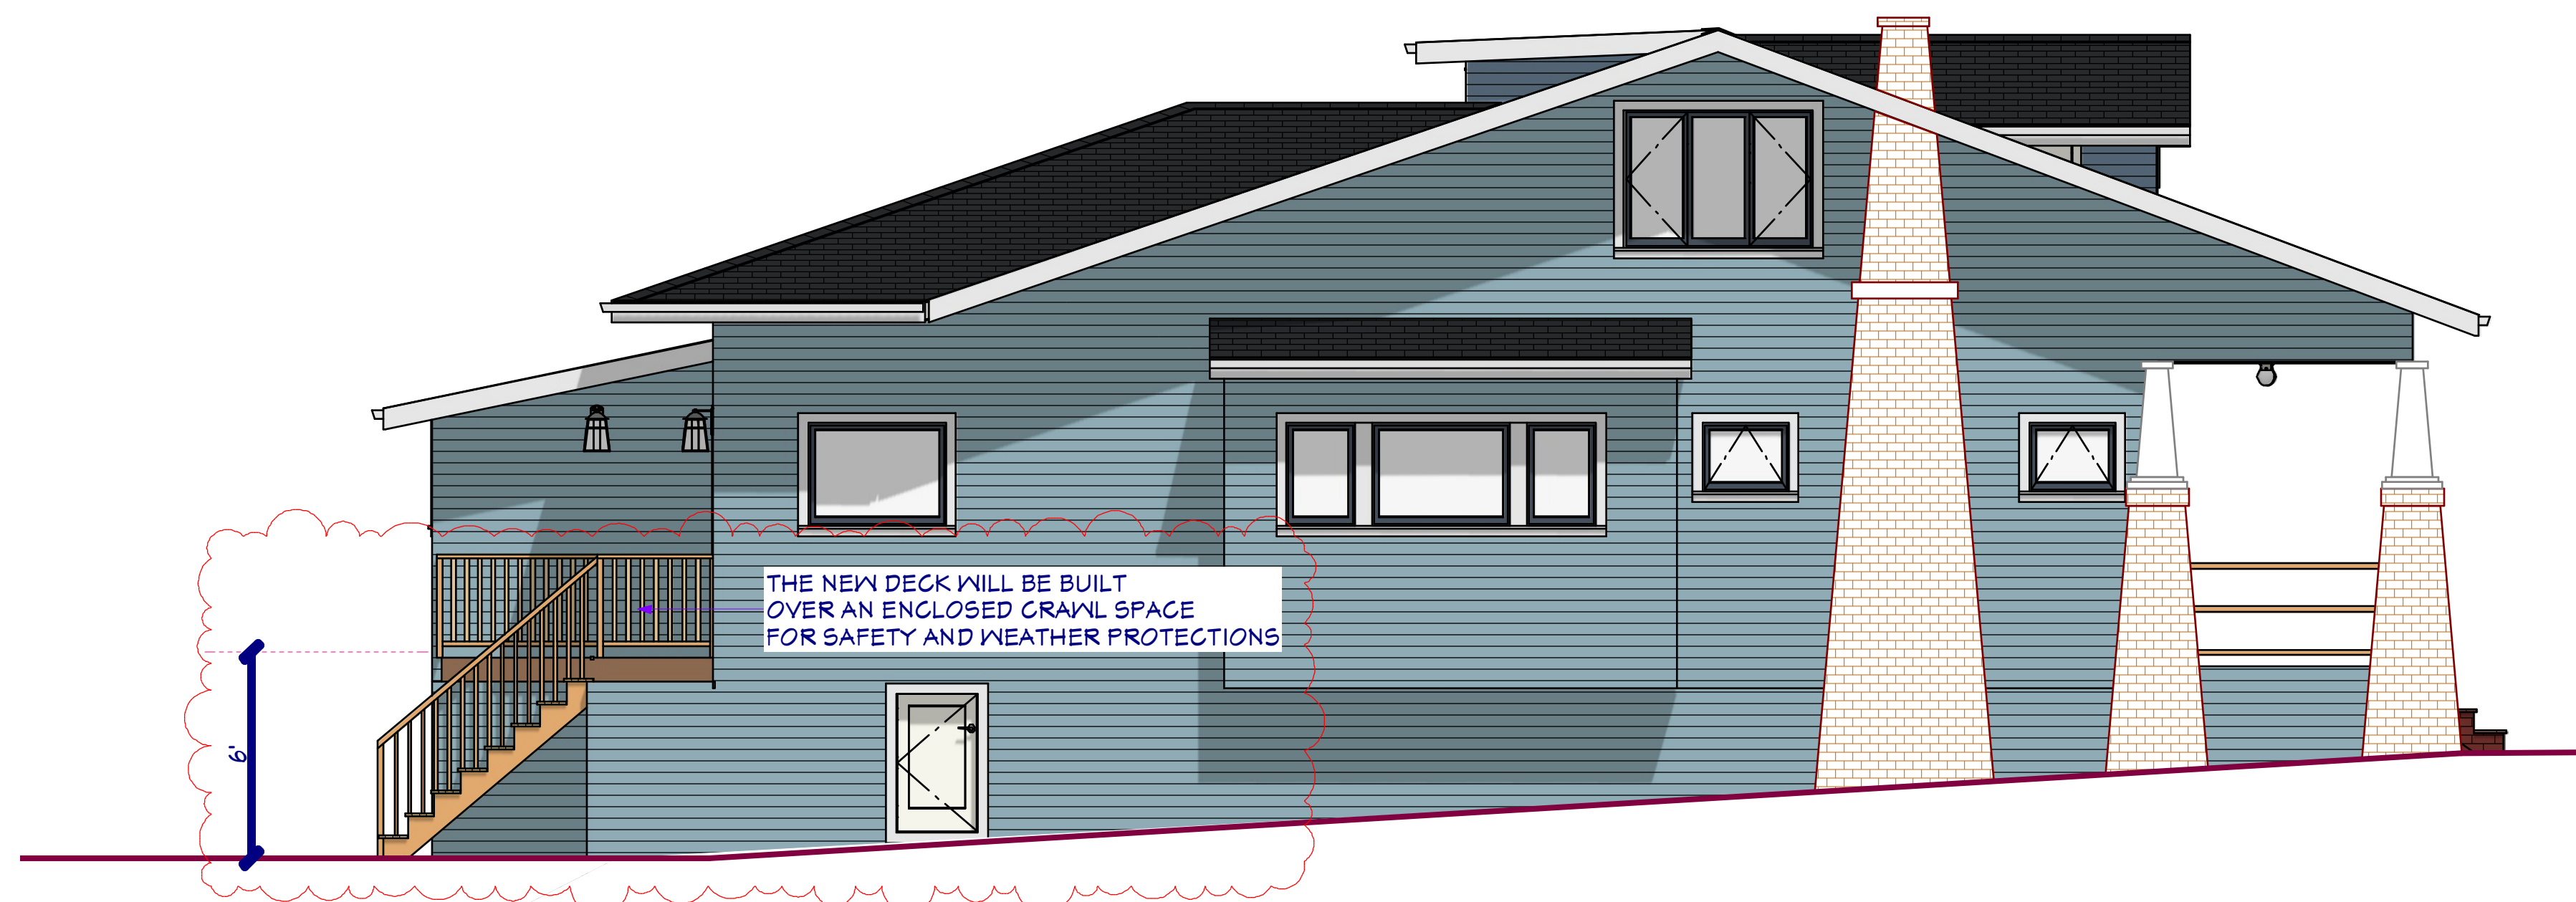 THE NEW DECK WILL BE BUILT
OVER AN ENCLOSED CRAWL SPACE
FOR SAFETY AND WEATHER PROTECTIONS
6'